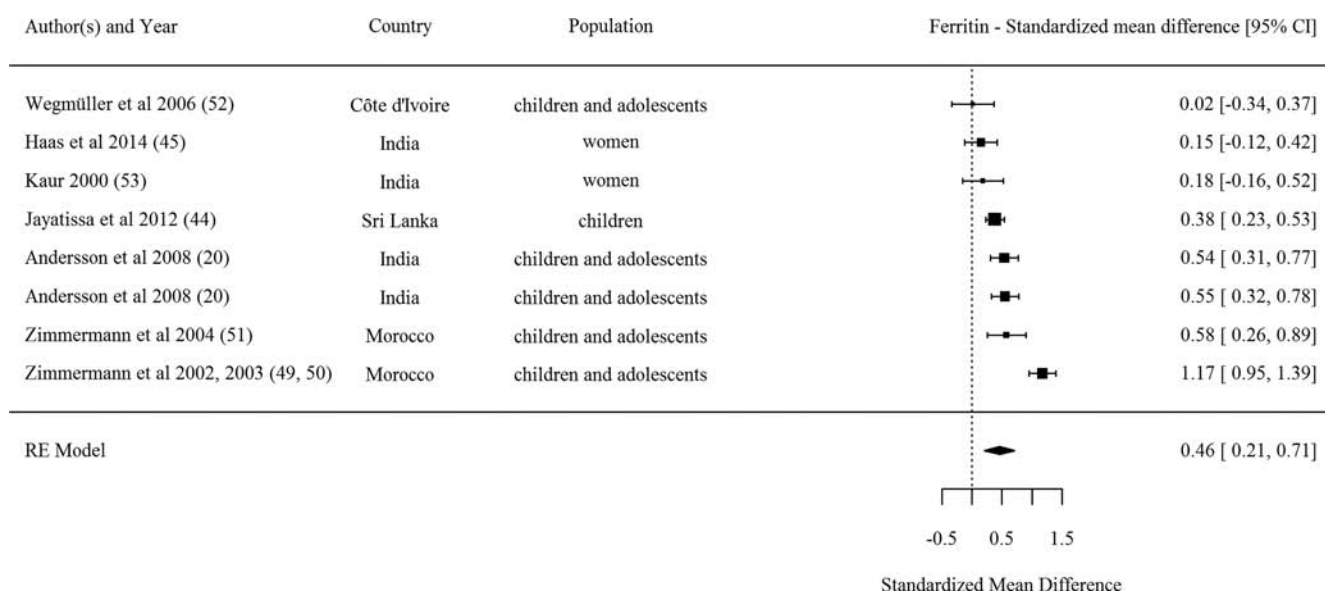 Author(s) and Year Country Population Ferritin - Standardized mean difference [95% CI]
Wegmüller et al 2006 (52) Côte d'Ivoire children and adolescents 0.02 [-0.34, 0.37]
Haas et al 2014 (45) India women 0.15 [-0.12, 0.42]
Kaur 2000 (53) India women 0.18 [-0.16, 0.52]
Jayatissa et al 2012 (44) Sri Lanka children 0.38 [ 0.23, 0.53]
Andersson et al 2008 (20) India children and adolescents 0.54 [ 0.31, 0.77]
Andersson et al 2008 (20) India children and adolescents 0.55 [ 0.32, 0.78]
Zimmermann et al 2004 (51) Morocco children and adolescents 0.58 [ 0.26, 0.89]
Zimmermann et al 2002, 2003 (49, 50) Morocco children and adolescents 1.17 [ 0.95, 1.39]
RE Model 0.46 [ 0.21, 0.71]
-0.5 0.5 1.5
Standardized Mean Difference